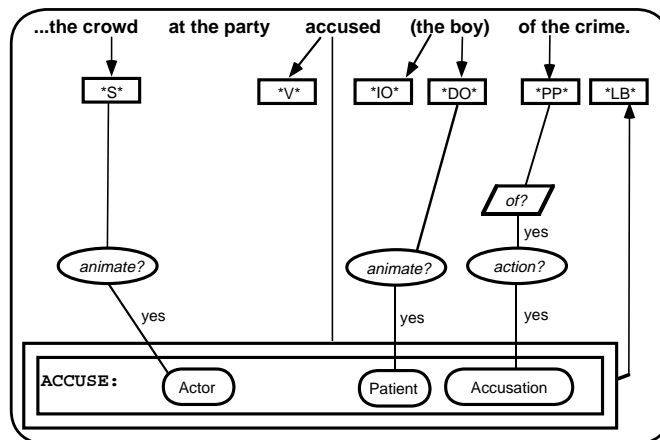 ...the crowd at the party accused (the boy) of the crime.
*S* *V* *IO* *DO* *PP* *LB*
of?
yes
animate? animate? action?
yes yes yes
ACCUSE: Actor Patient Accusation